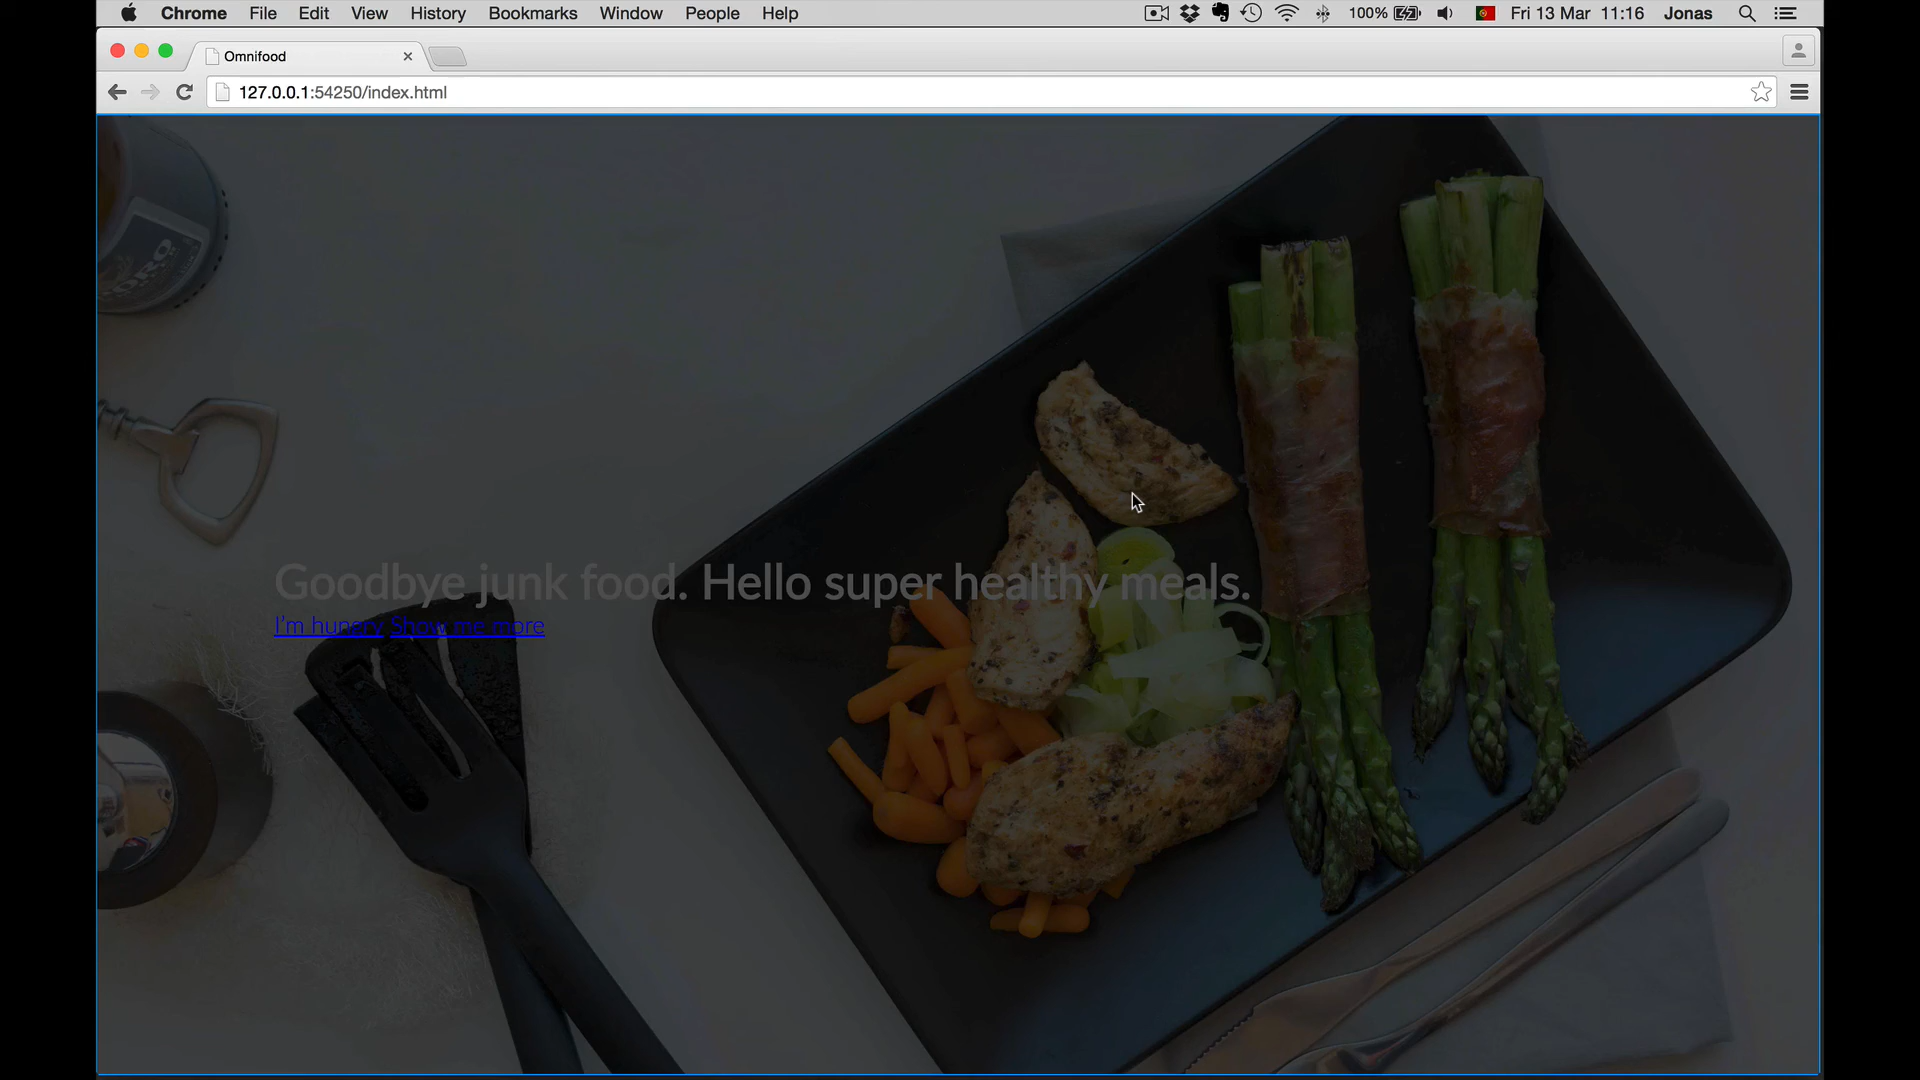 Chrome File Edit View History Bookmarks Window People Help 100% Fri 13 Mar 11:16 Jonas
Omnifood
127.0.0.1:54250/index.html
Goodbye junk food. Hello super healthy meals.
I'm hungry Show me more